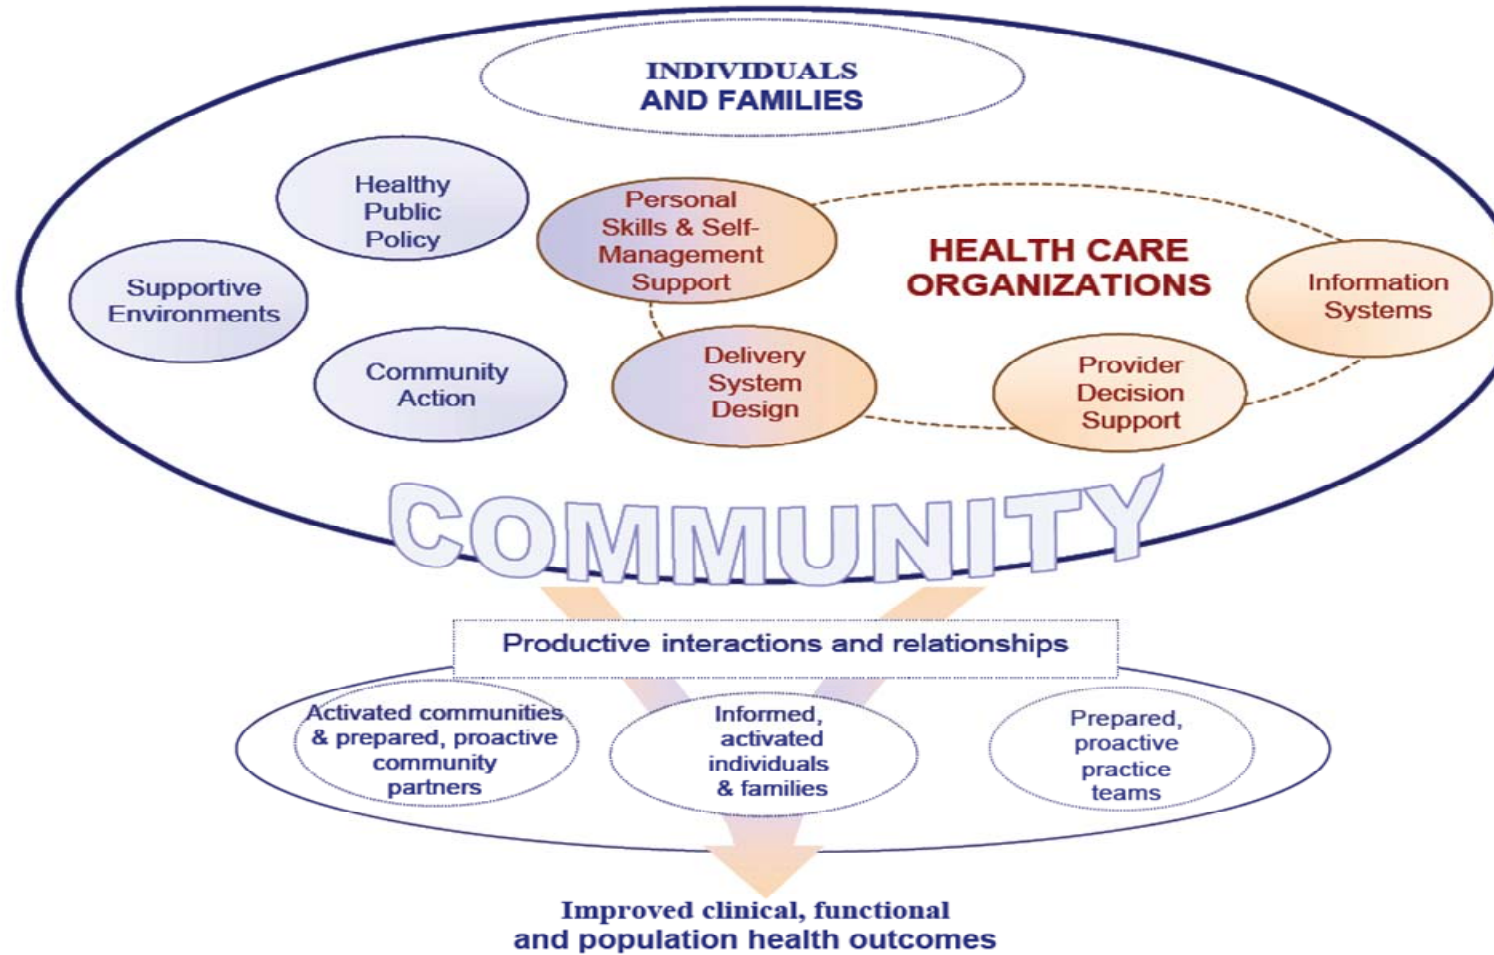 INDIVIDUALS
AND FAMILIES
Healthy
Public
Policy
Personal
Skills & Self-
Management
Support
HEALTH CARE
ORGANIZATIONS
Information
Systems
Supportive
Environments
Community
Action
Delivery
System
Design
Provider
Decision
Support
COMMUNITY
Productive interactions and relationships
Activated communities
& prepared, proactive
community
partners
Informed,
activated
individuals
& families
Prepared,
proactive
practice
teams
Improved clinical, functional
and population health outcomes